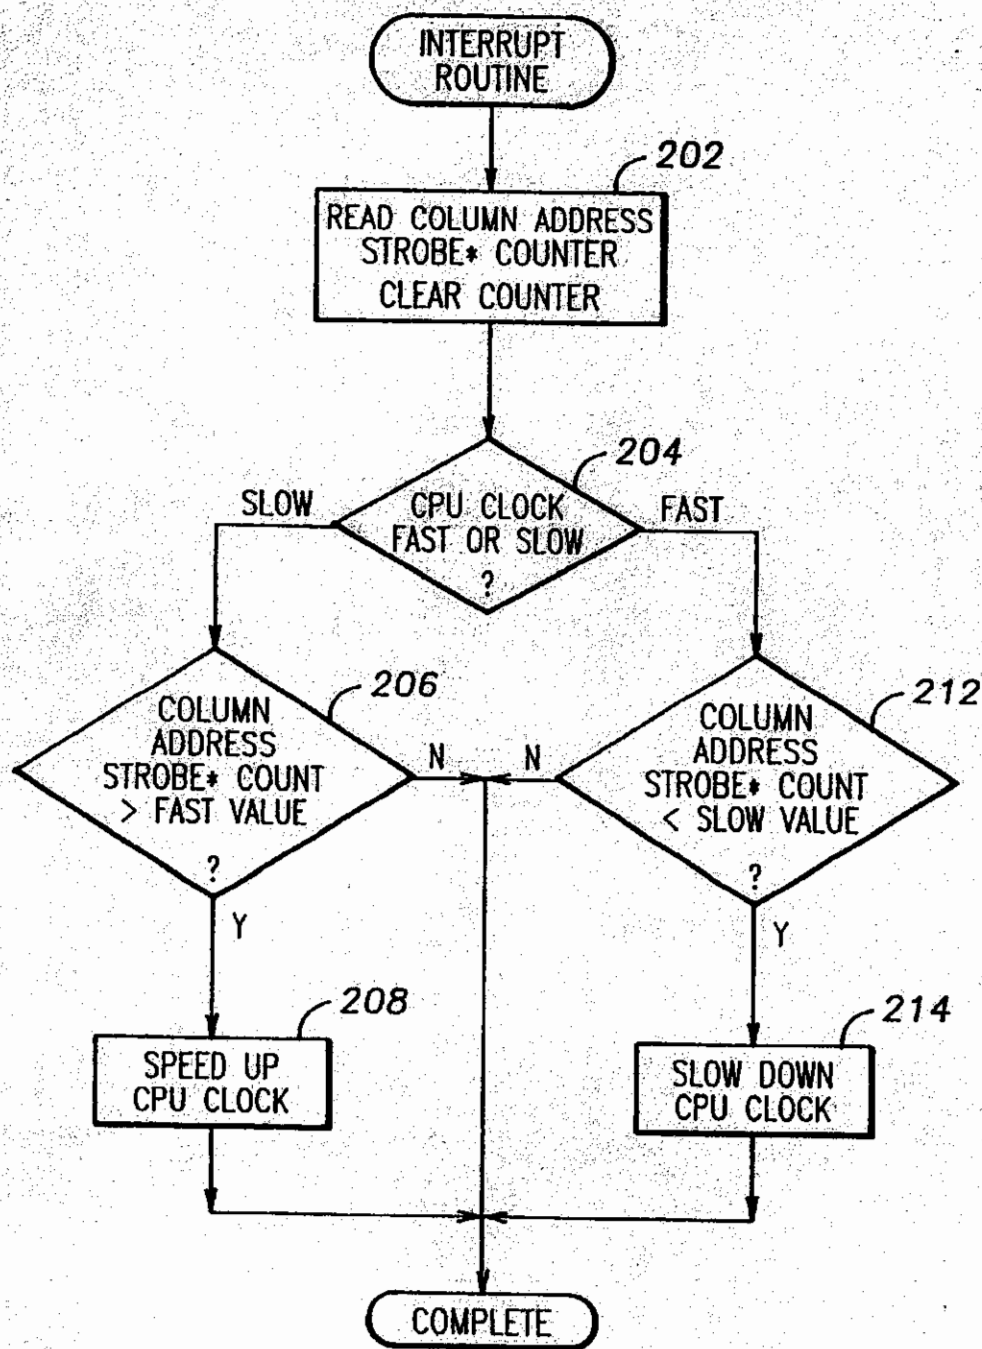 INTERRUPT
ROUTINE
202
READ COLUMN ADDRESS
STROBE* COUNTER
CLEAR COUNTER
204
SLOW
CPU CLOCK
FAST OR SLOW
?
FAST
206
COLUMN
ADDRESS
STROBE* COUNT
> FAST VALUE
?
N
N
212
COLUMN
ADDRESS
STROBE* COUNT
< SLOW VALUE
?
Y
Y
208
SPEED UP
CPU CLOCK
214
SLOW DOWN
CPU CLOCK
COMPLETE